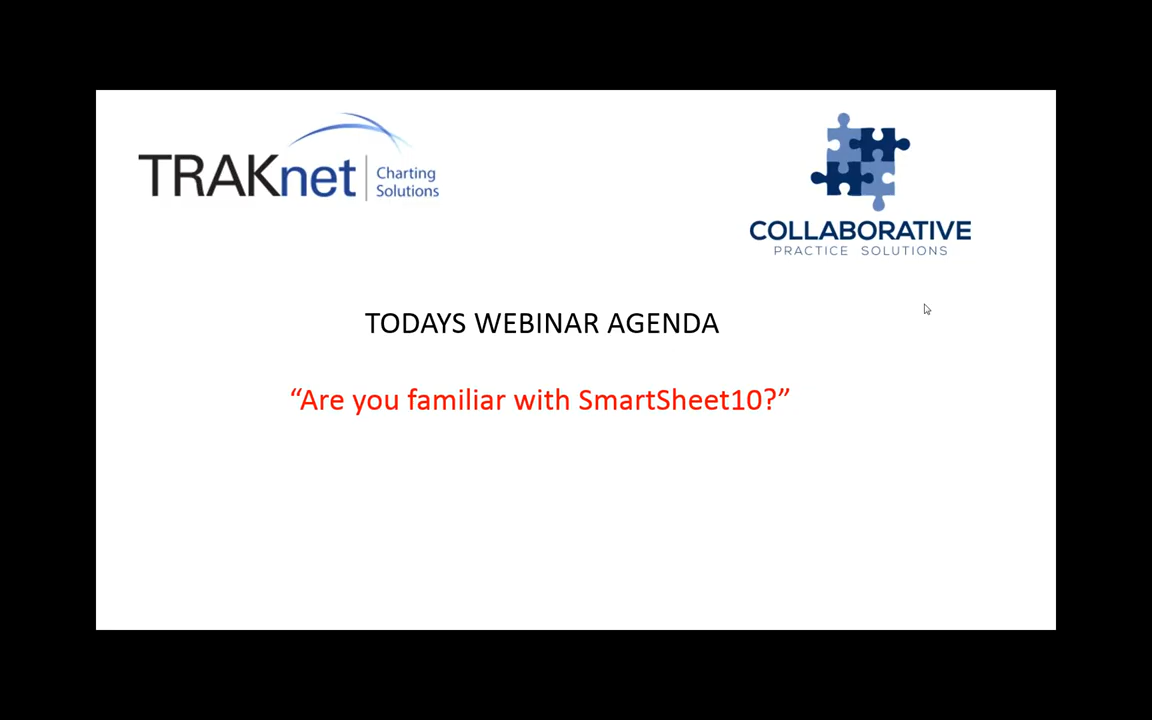 TRAKnet
Charting
Solutions
COLLABORATIVE
PRACTICE SOLUTIONS
TODAYS WEBINAR AGENDA
“Are you familiar with SmartSheet10?”